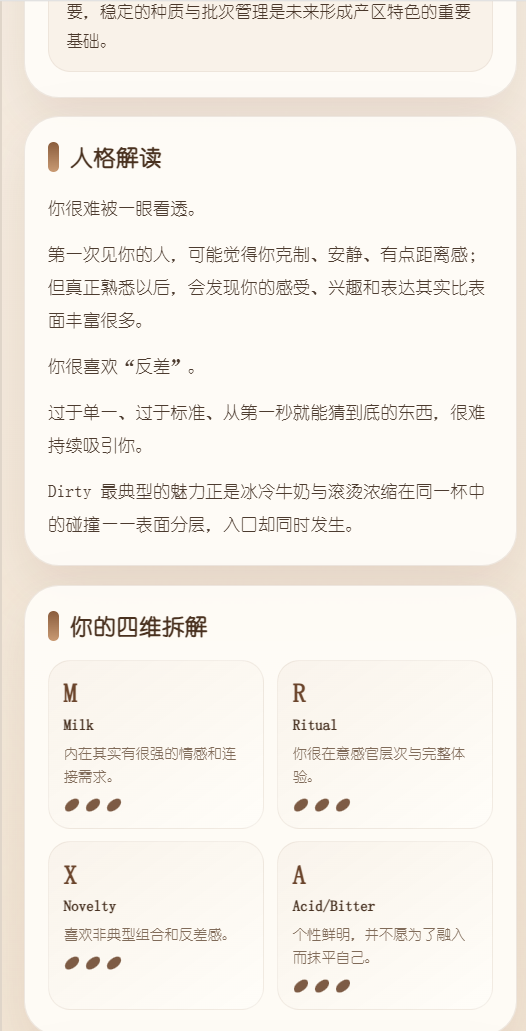 要，稳定的种质与批次管理是未来形成产区特色的重要
基础。
人格解读
你很难被一眼看透。
第一次见你的人，可能觉得你克制、安静、有点距离感；
但真正熟悉以后，会发现你的感受、兴趣和表达其实比表
面丰富很多。
你很喜欢“反差”。
过于单一、过于标准、从第一秒就能猜到底的东西，很难
持续吸引你。
Dirty 最典型的魅力正是冰冷牛奶与滚烫浓缩在同一杯中
的碰撞——表面分层，入口却同时发生。
你的四维拆解
M
Milk
内在其实有很强的情感和连
接需求。
R
Ritual
你很在意感官层次与完整体
验。
X
Novelty
喜欢非典型组合和反差感。
A
Acid/Bitter
个性鲜明，并不愿为了融入
而抹平自己。